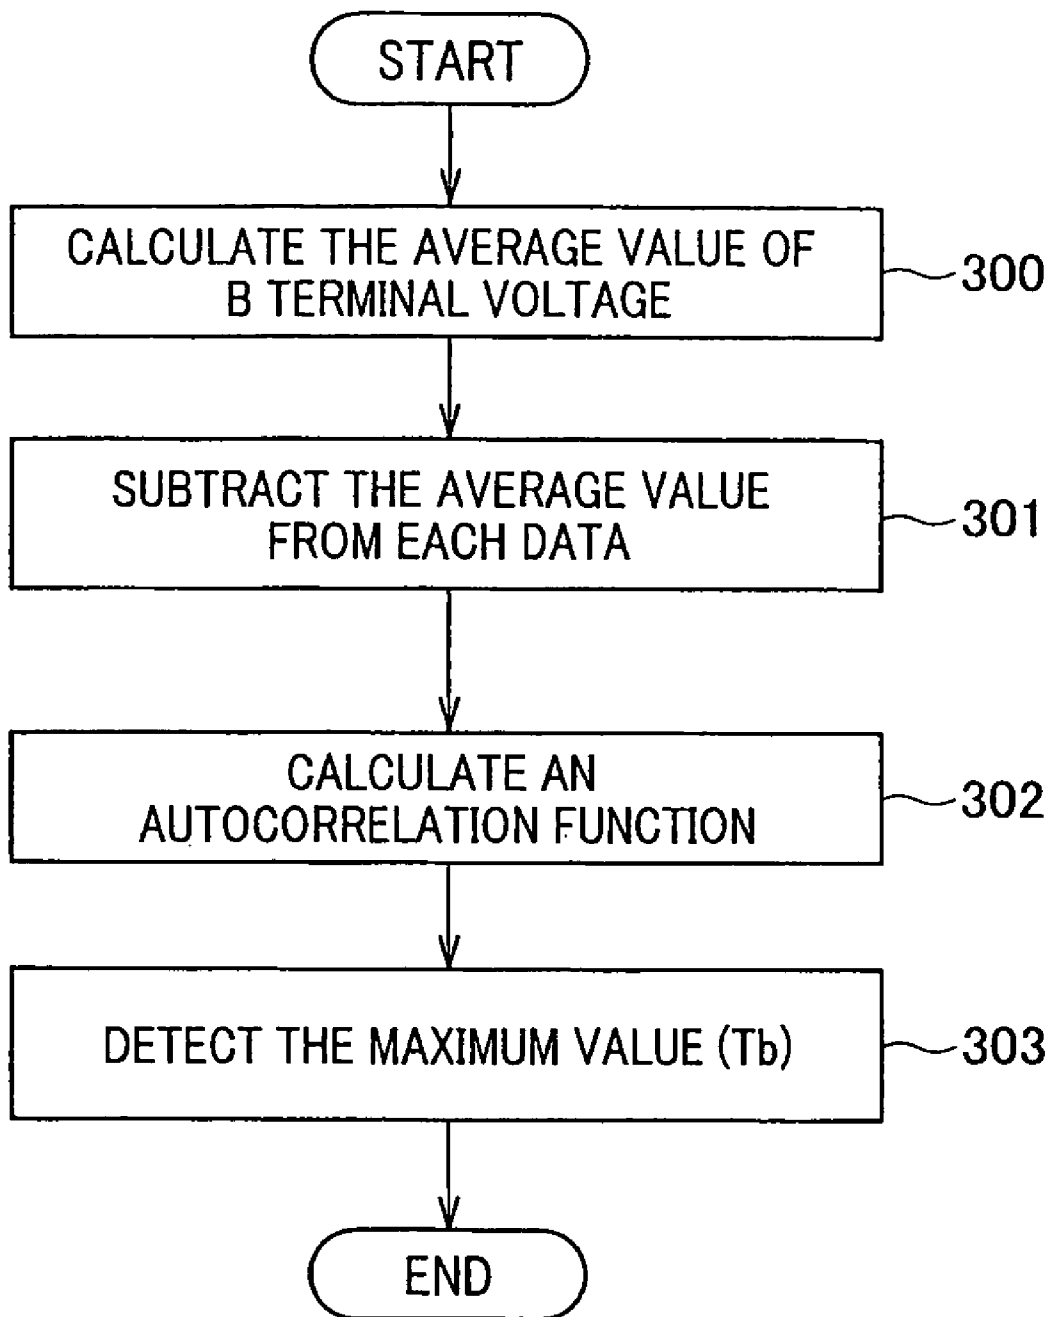 START
CALCULATE THE AVERAGE VALUE OF
B TERMINAL VOLTAGE
300
SUBTRACT THE AVERAGE VALUE
FROM EACH DATA
301
CALCULATE AN
AUTOCORRELATION FUNCTION
302
DETECT THE MAXIMUM VALUE (Tb)
303
END